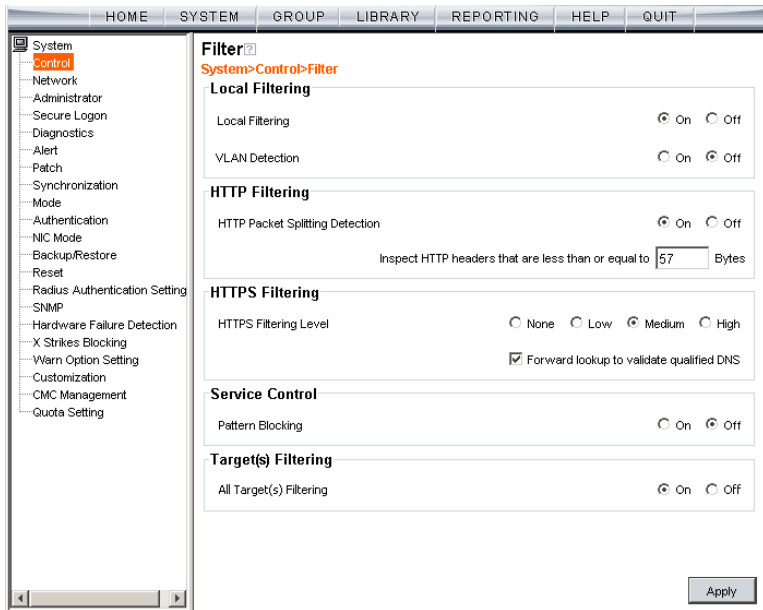 HOME SYSTEM GROUP LIBRARY REPORTING HELP QUIT
System
Control
Network
Administrator
Secure Logon
Diagnostics
Alert
Patch
Synchronization
Mode
Authentication
NIC Mode
Backup/Restore
Reset
Radius Authentication Setting
SNMP
Hardware Failure Detection
X Strikes Blocking
Warn Option Setting
Customization
CMC Management
Quota Setting
Filter ?
System>Control>Filter
Local Filtering
Local Filtering On Off
VLAN Detection On Off
HTTP Filtering
HTTP Packet Splitting Detection On Off
Inspect HTTP headers that are less than or equal to 57 Bytes
HTTPS Filtering
HTTPS Filtering Level None Low Medium High
Forward lookup to validate qualified DNS
Service Control
Pattern Blocking On Off
Target(s) Filtering
All Target(s) Filtering On Off
Apply